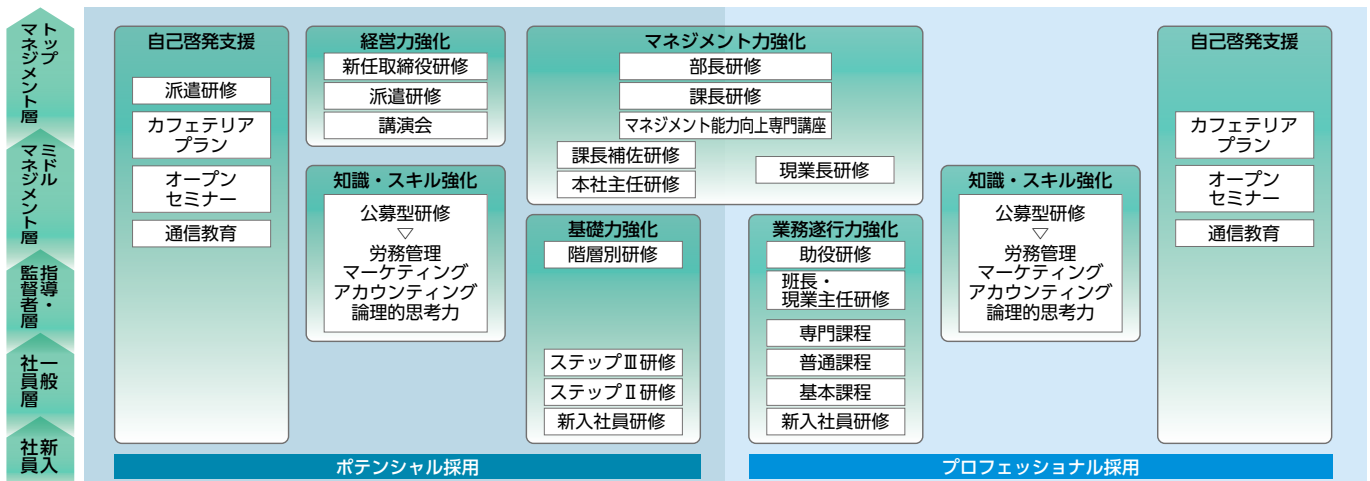 トップ
マネジメント層
ミドル
マネジメント層
指導・
監督者層
一般
社員層
新入
社員
自己啓発支援
派遣研修
カフェテリア
プラン
オープン
セミナー
通信教育
経営力強化
新任取締役研修
派遣研修
講演会
知識・スキル強化
公募型研修
▽
労務管理
マーケティング
アカウンティング
論理的思考力
マネジメント力強化
部長研修
課長研修
マネジメント能力向上専門講座
課長補佐研修
本社主任研修
現業長研修
基礎力強化
階層別研修
ステップⅢ研修
ステップⅡ研修
新入社員研修
業務遂行力強化
助役研修
班長・
現業主任研修
専門課程
普通課程
基本課程
新入社員研修
知識・スキル強化
公募型研修
▽
労務管理
マーケティング
アカウンティング
論理的思考力
自己啓発支援
カフェテリア
プラン
オープン
セミナー
通信教育
ポテンシャル採用
プロフェッショナル採用